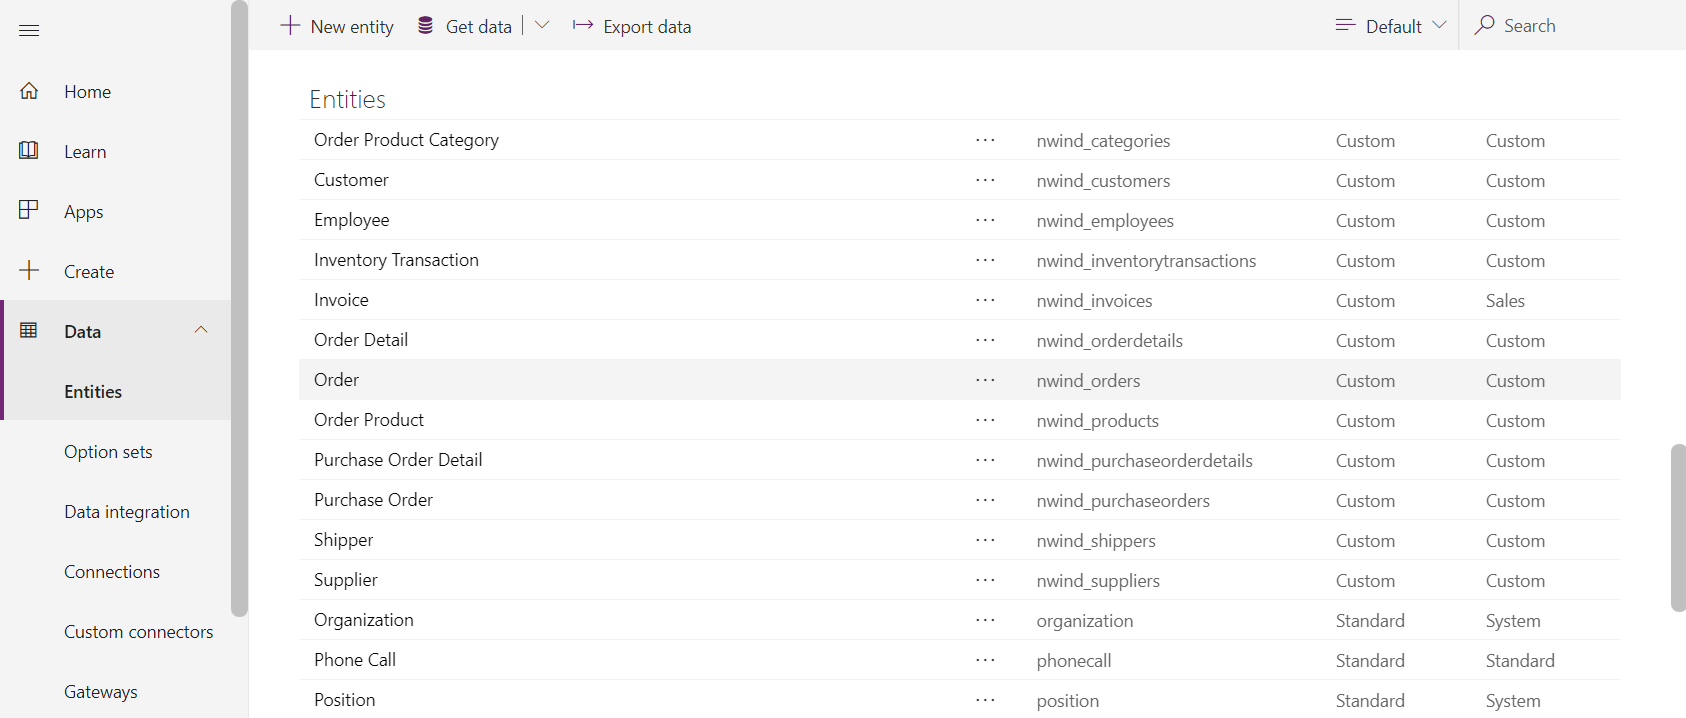 New entity Get data Export data Default Search
Home
Learn
Apps
Create
Data
Entities
Option sets
Data integration
Connections
Custom connectors
Gateways
Entities
Order Product Category ··· nwind_categories Custom Custom
Customer ··· nwind_customers Custom Custom
Employee ··· nwind_employees Custom Custom
Inventory Transaction ··· nwind_inventorytransactions Custom Custom
Invoice ··· nwind_invoices Custom Sales
Order Detail ··· nwind_orderdetails Custom Custom
Order ··· nwind_orders Custom Custom
Order Product ··· nwind_products Custom Custom
Purchase Order Detail ··· nwind_purchaseorderdetails Custom Custom
Purchase Order ··· nwind_purchaseorders Custom Custom
Shipper ··· nwind_shippers Custom Custom
Supplier ··· nwind_suppliers Custom Custom
Organization ··· organization Standard System
Phone Call ··· phonecall Standard Standard
Position ··· position Standard System